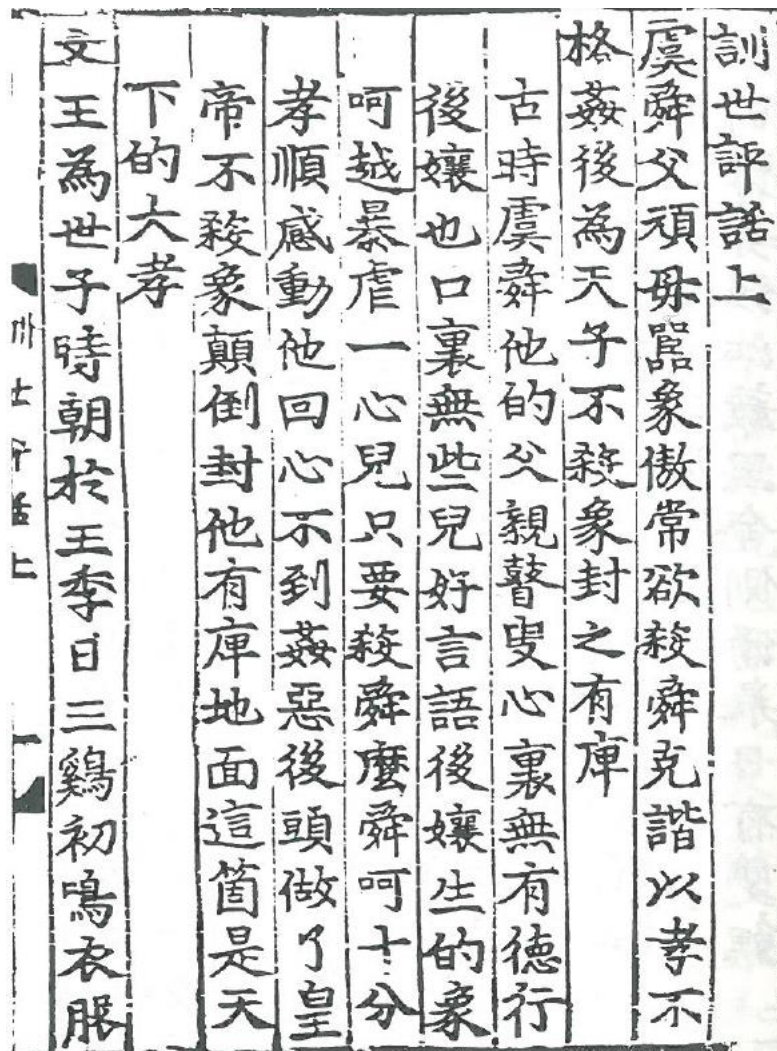 訓世評話上
虞舜父頑母嚚象傲常欲殺舜克諧以孝不
格姦後為天子不殺象封之有庳
古時虞舜他的父親瞽叟心裏無有德行
後孃也口裏無些兒好言語後孃生的象
呵越暴虐一心兒只要殺舜麼舜呵十分
孝順感動他回心不到姦惡後頭做了皇
帝不殺象顛倒封他有庳地面這箇是天
下的大孝
文王為世子時朝於王季日三鷄初鳴衣服